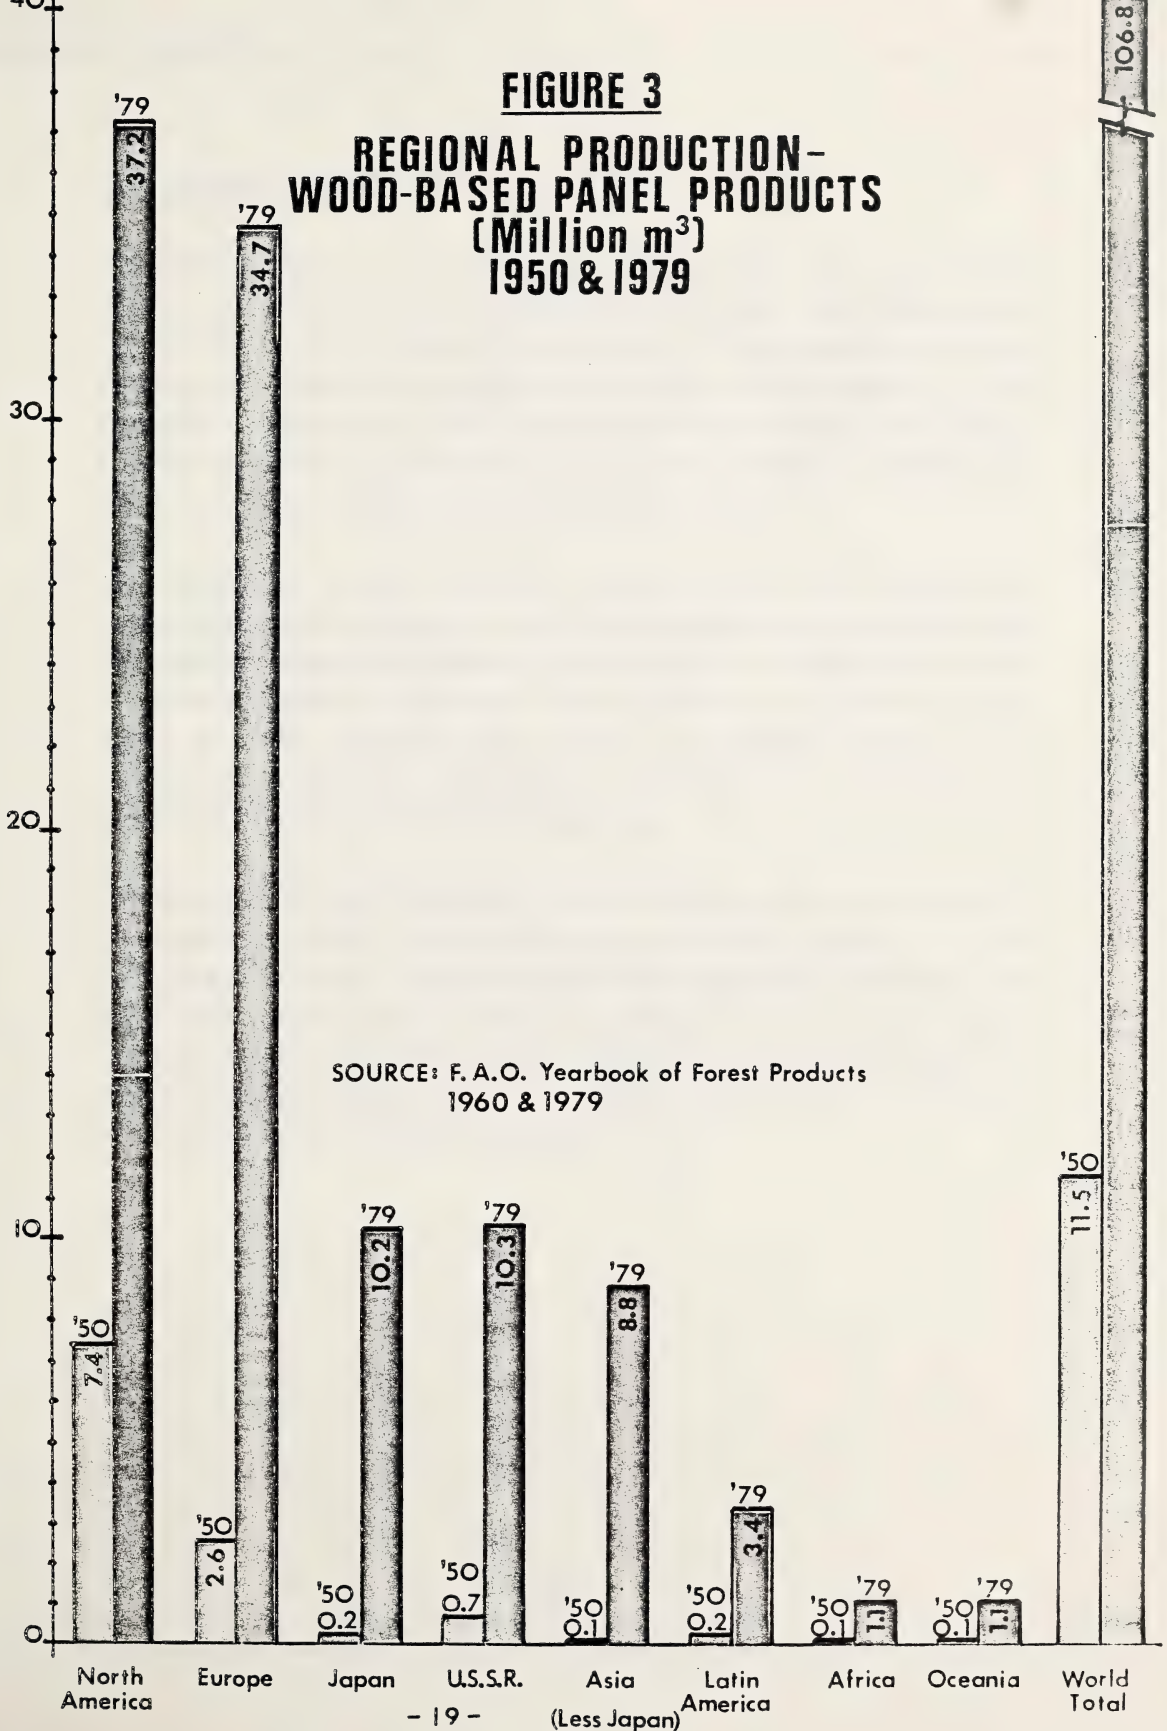 40
106.8
FIGURE 3
REGIONAL PRODUCTION-
WOOD-BASED PANEL PRODUCTS
(Million m³)
1950 & 1979
'79
37.2
'79
34.7
30
20
SOURCE: F.A.O. Yearbook of Forest Products
1960 & 1979
'50
11.5
10
'79
10.2
'79
10.3
'79
8.8
'50
7.4
'50
2.6
'50
0.2
'50
0.7
'50
0.1
'50
0.2
'79
3.4
'50
0.1
'79
1.1
'50
0.1
'79
1.1
0
North
America
Europe
Japan
U.S.S.R.
Asia
(Less Japan)
Latin
America
Africa
Oceania
World
Total
- 19 -